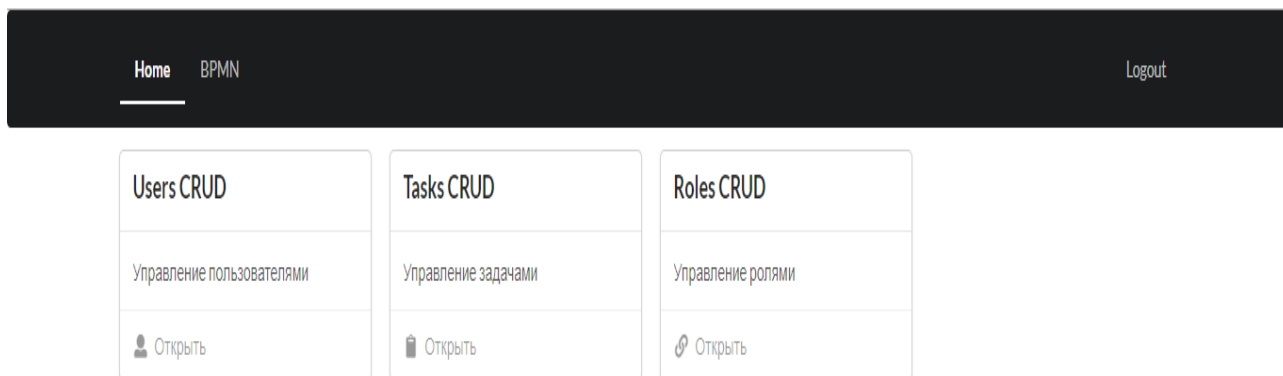 Home BPMN Logout
Users CRUD Tasks CRUD Roles CRUD
Управление пользователями Управление задачами Управление ролями
Открыть Открыть Открыть